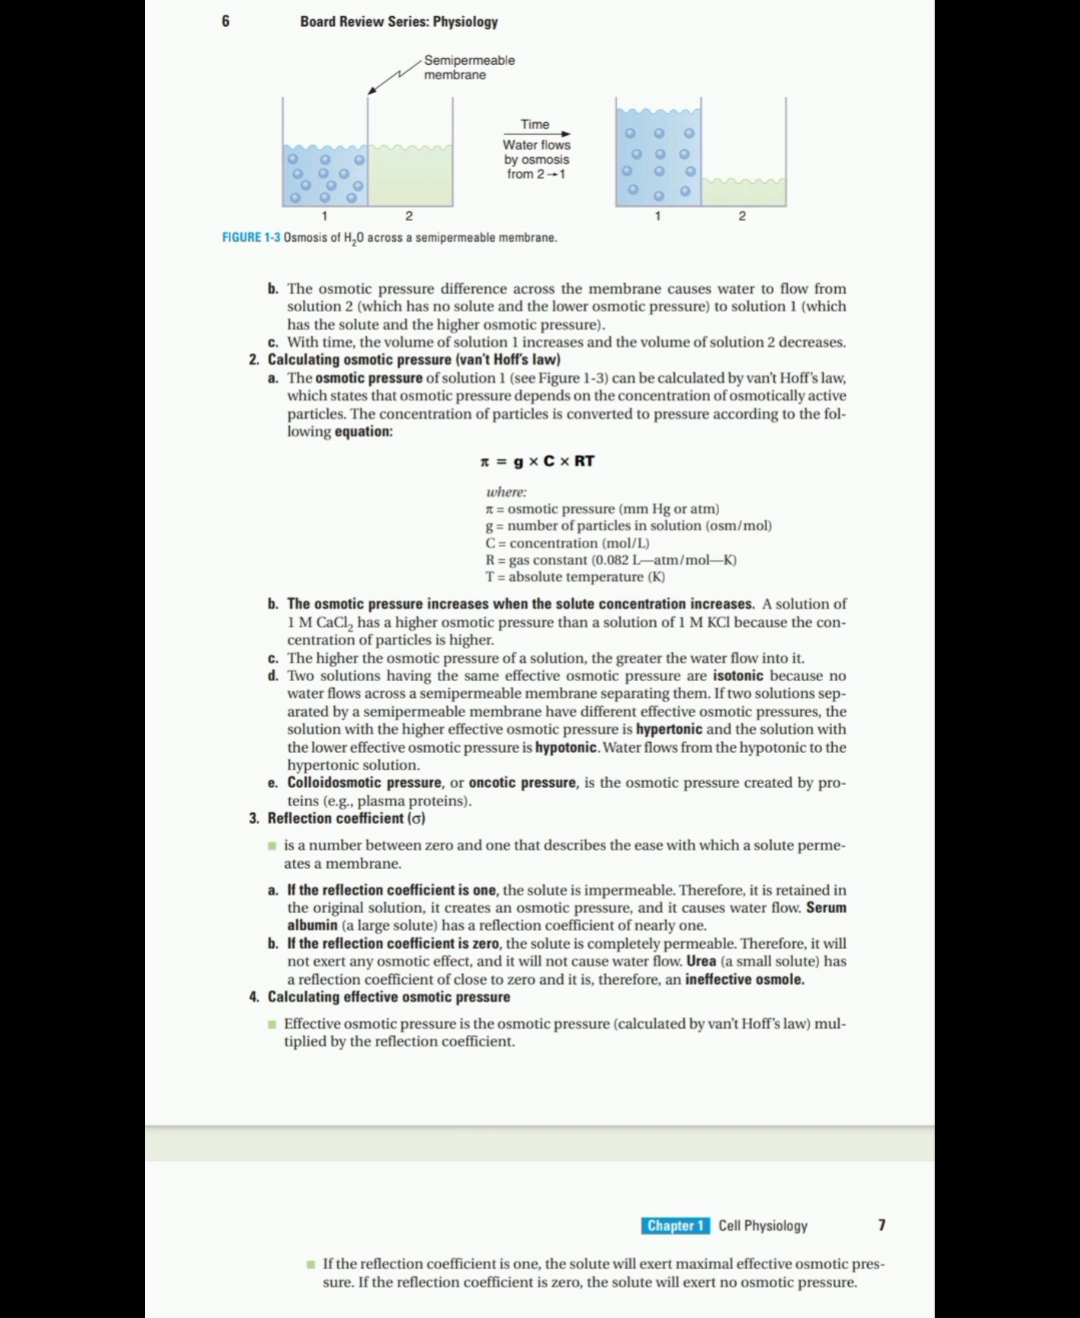 6 Board Review Series: Physiology
Semipermeable
membrane
Time
Water flows
by osmosis
from 2→1
1 2 1 2
FIGURE 1-3 Osmosis of H₂O across a semipermeable membrane.
b. The osmotic pressure difference across the membrane causes water to flow from
solution 2 (which has no solute and the lower osmotic pressure) to solution 1 (which
has the solute and the higher osmotic pressure).
c. With time, the volume of solution 1 increases and the volume of solution 2 decreases.
2. Calculating osmotic pressure (van't Hoff's law)
a. The osmotic pressure of solution 1 (see Figure 1-3) can be calculated by van't Hoff's law,
which states that osmotic pressure depends on the concentration of osmotically active
particles. The concentration of particles is converted to pressure according to the fol-
lowing equation:
π = g × C × RT
where:
π = osmotic pressure (mm Hg or atm)
g = number of particles in solution (osm/mol)
C = concentration (mol/L)
R = gas constant (0.082 L—atm/mol—K)
T = absolute temperature (K)
b. The osmotic pressure increases when the solute concentration increases. A solution of
1 M CaCl₂ has a higher osmotic pressure than a solution of 1 M KCl because the con-
centration of particles is higher.
c. The higher the osmotic pressure of a solution, the greater the water flow into it.
d. Two solutions having the same effective osmotic pressure are isotonic because no
water flows across a semipermeable membrane separating them. If two solutions sep-
arated by a semipermeable membrane have different effective osmotic pressures, the
solution with the higher effective osmotic pressure is hypertonic and the solution with
the lower effective osmotic pressure is hypotonic. Water flows from the hypotonic to the
hypertonic solution.
e. Colloidosmotic pressure, or oncotic pressure, is the osmotic pressure created by pro-
teins (e.g., plasma proteins).
3. Reflection coefficient (σ)
■ is a number between zero and one that describes the ease with which a solute perme-
ates a membrane.
a. If the reflection coefficient is one, the solute is impermeable. Therefore, it is retained in
the original solution, it creates an osmotic pressure, and it causes water flow. Serum
albumin (a large solute) has a reflection coefficient of nearly one.
b. If the reflection coefficient is zero, the solute is completely permeable. Therefore, it will
not exert any osmotic effect, and it will not cause water flow. Urea (a small solute) has
a reflection coefficient of close to zero and it is, therefore, an ineffective osmole.
4. Calculating effective osmotic pressure
■ Effective osmotic pressure is the osmotic pressure (calculated by van't Hoff's law) mul-
tiplied by the reflection coefficient.
Chapter 1 Cell Physiology 7
■ If the reflection coefficient is one, the solute will exert maximal effective osmotic pres-
sure. If the reflection coefficient is zero, the solute will exert no osmotic pressure.